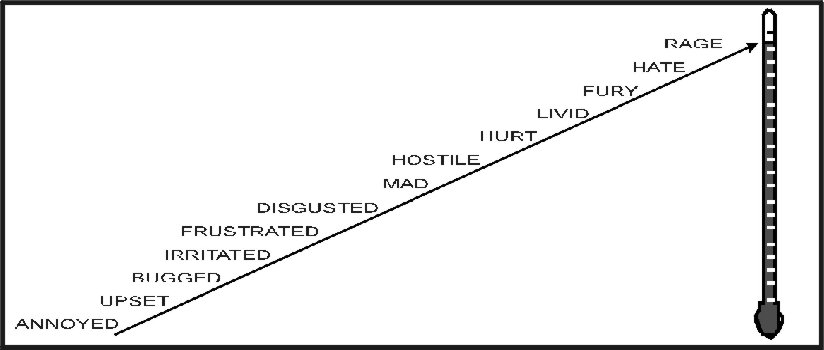 RAGE
HATE
FURY
LIVID
HURT
HOSTILE
MAD
DISGUSTED
FRUSTRATED
IRRITATED
BUGGED
UPSET
ANNOYED